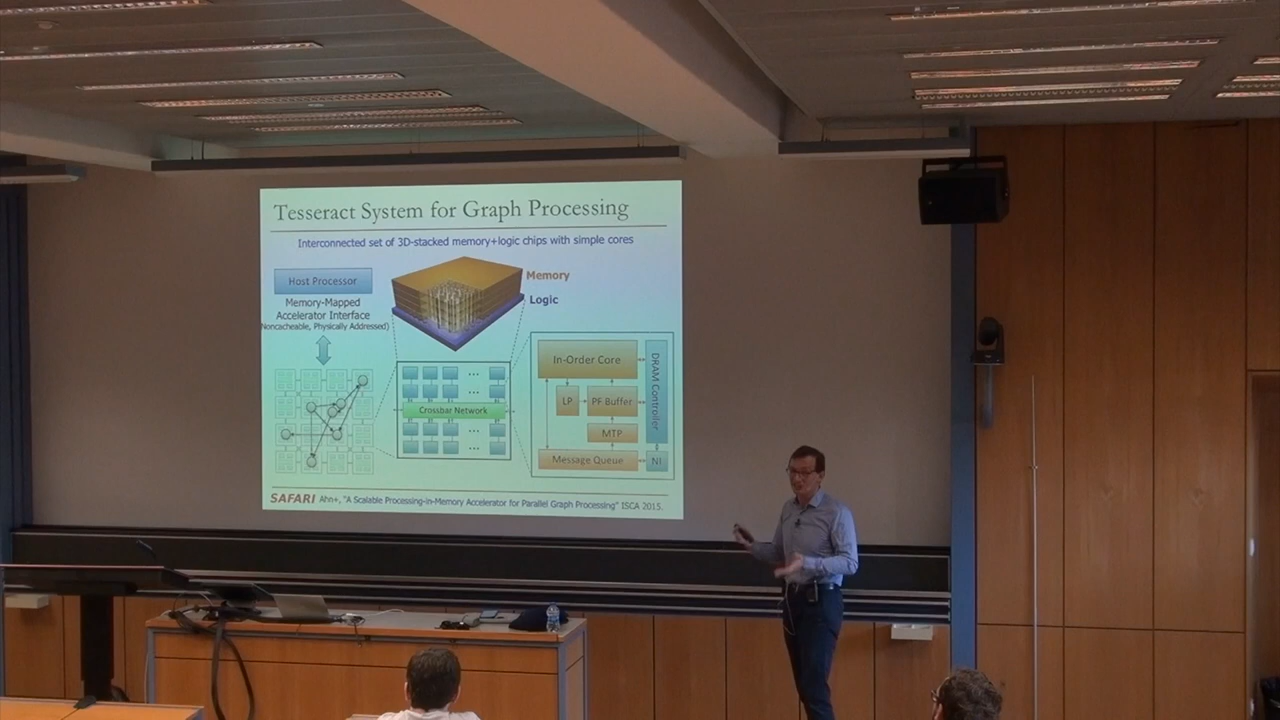 Tesseract System for Graph Processing
Interconnected set of 3D-stacked memory+logic chips with simple cores
Host Processor
Memory-Mapped
Accelerator Interface
Noncacheable, Physically Addressed)
Memory
Logic
...
...
Crossbar Network
...
...
In-Order Core
LP
PF Buffer
MTP
Message Queue
DRAM Controller
NI
SAFARI Ahn+, "A Scalable Processing-in-Memory Accelerator for Parallel Graph Processing" ISCA 2015.